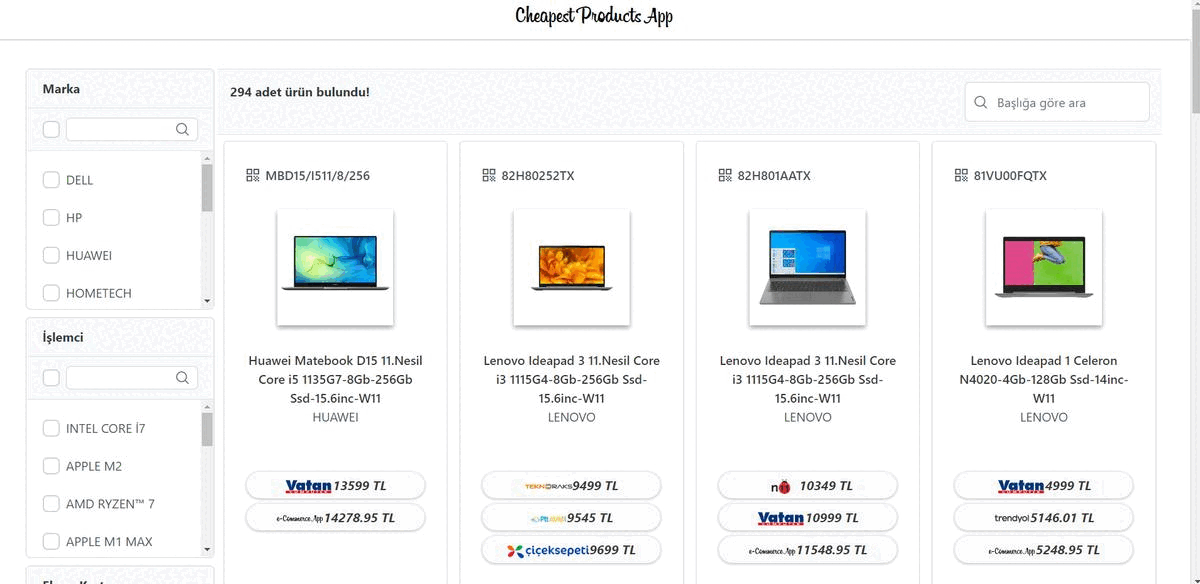 Cheapest Products App
Marka
DELL
HP
HUAWEI
HOMETECH
İşlemci
INTEL CORE İ7
APPLE M2
AMD RYZEN™ 7
APPLE M1 MAX
294 adet ürün bulundu!
Başlığa göre ara
MBD15/I511/8/256
Huawei Matebook D15 11.Nesil
Core i5 1135G7-8Gb-256Gb
Ssd-15.6inc-W11
HUAWEI
Vatan COMPUTER 13599 TL
e-Commerce App 14278.95 TL
82H80252TX
Lenovo Ideapad 3 11.Nesil Core
i3 1115G4-8Gb-256Gb Ssd-
15.6inc-W11
LENOVO
TEKNORAKS 9499 TL
PttAVM 9545 TL
çiçeksepeti 9699 TL
82H801AATX
Lenovo Ideapad 3 11.Nesil Core
i3 1115G4-8Gb-256Gb Ssd-
15.6inc-W11
LENOVO
n11 10349 TL
Vatan COMPUTER 10999 TL
e-Commerce App 11548.95 TL
81VU00FQTX
Lenovo Ideapad 1 Celeron
N4020-4Gb-128Gb Ssd-14inc-
W11
LENOVO
Vatan COMPUTER 4999 TL
trendyol 5146.01 TL
e-Commerce App 5248.95 TL